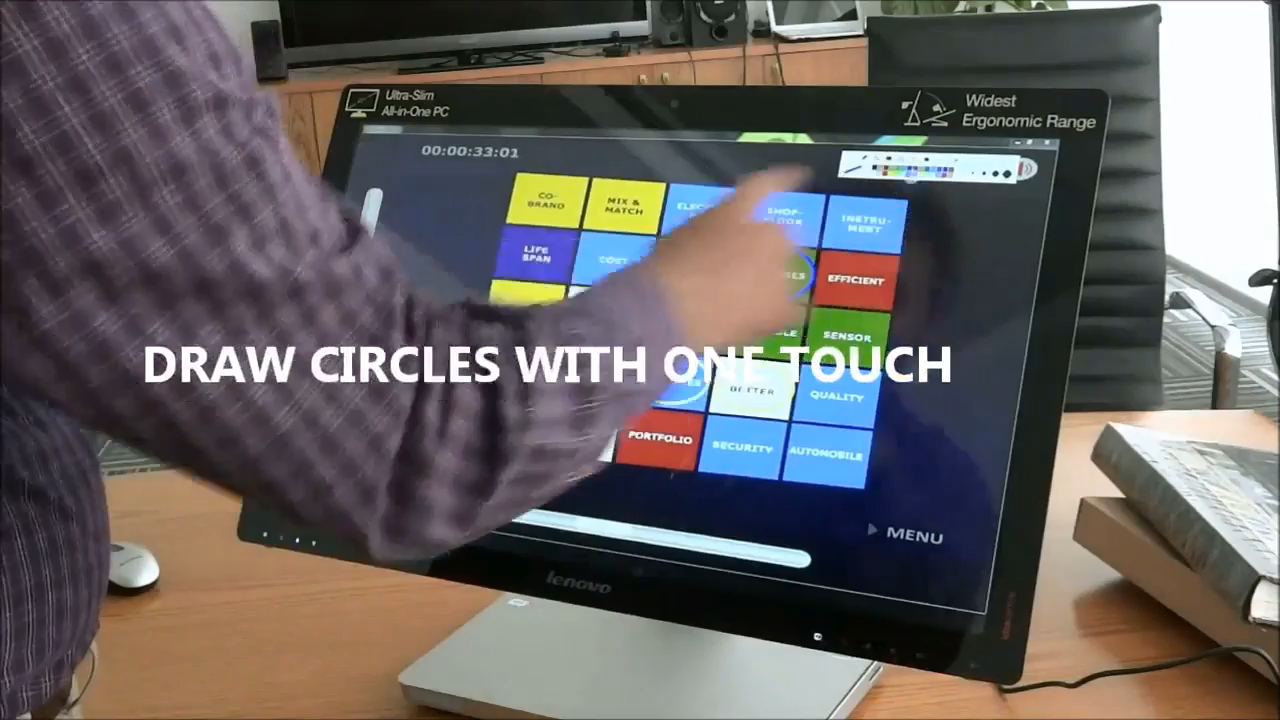 Ultra-Slim
All-in-One PC
Widest
Ergonomic Range
00:00:33:01
CO-
BRAND
MIX &
MATCH
INSTRU-
MENT
LIFE
SPAN
EFFICIENT
SENSOR
DRAW CIRCLES WITH ONE TOUCH
BETTER
QUALITY
PORTFOLIO
SECURITY
AUTOMOBILE
MENU
lenovo